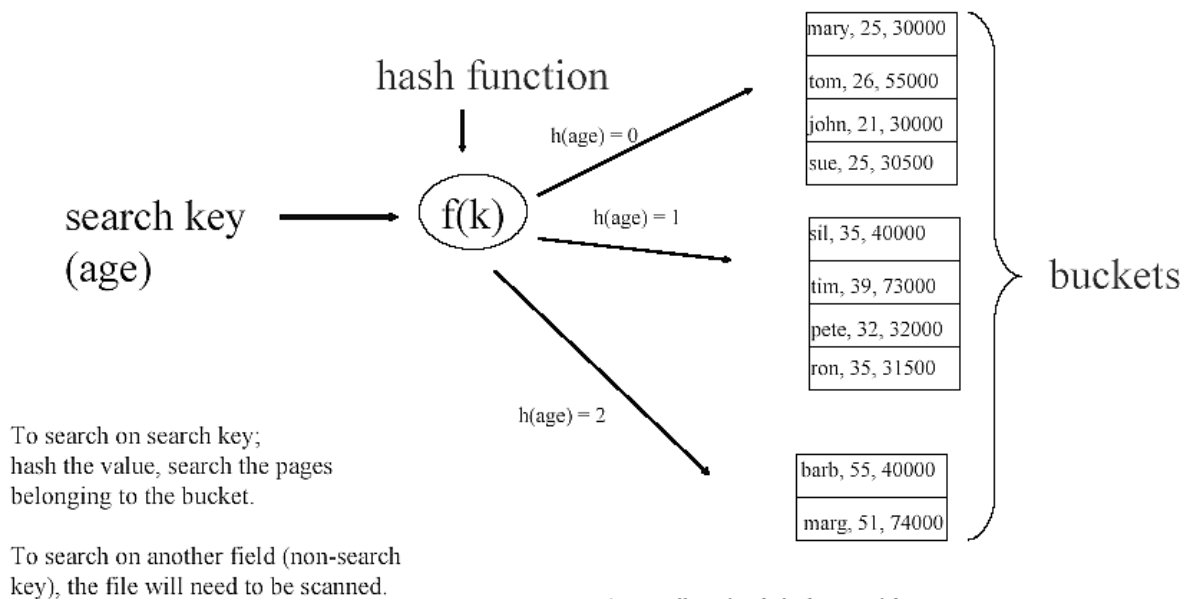 hash function
search key
(age)
f(k)
h(age) = 0
h(age) = 1
h(age) = 2
mary, 25, 30000
tom, 26, 55000
john, 21, 30000
sue, 25, 30500
sil, 35, 40000
tim, 39, 73000
pete, 32, 32000
ron, 35, 31500
barb, 55, 40000
marg, 51, 74000
buckets
To search on search key;
hash the value, search the pages
belonging to the bucket.
To search on another field (non-search
key), the file will need to be scanned.